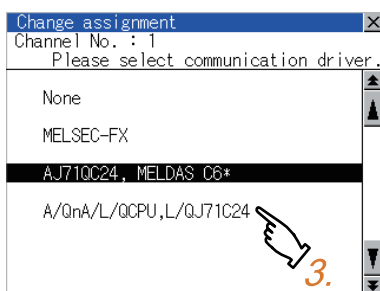 Change assignment
Channel No. : 1
Please select communication driver.
None
MELSEC-FX
AJ71QC24, MELDAS C6*
A/QnA/L/QCPU,L/QJ71C24
3.